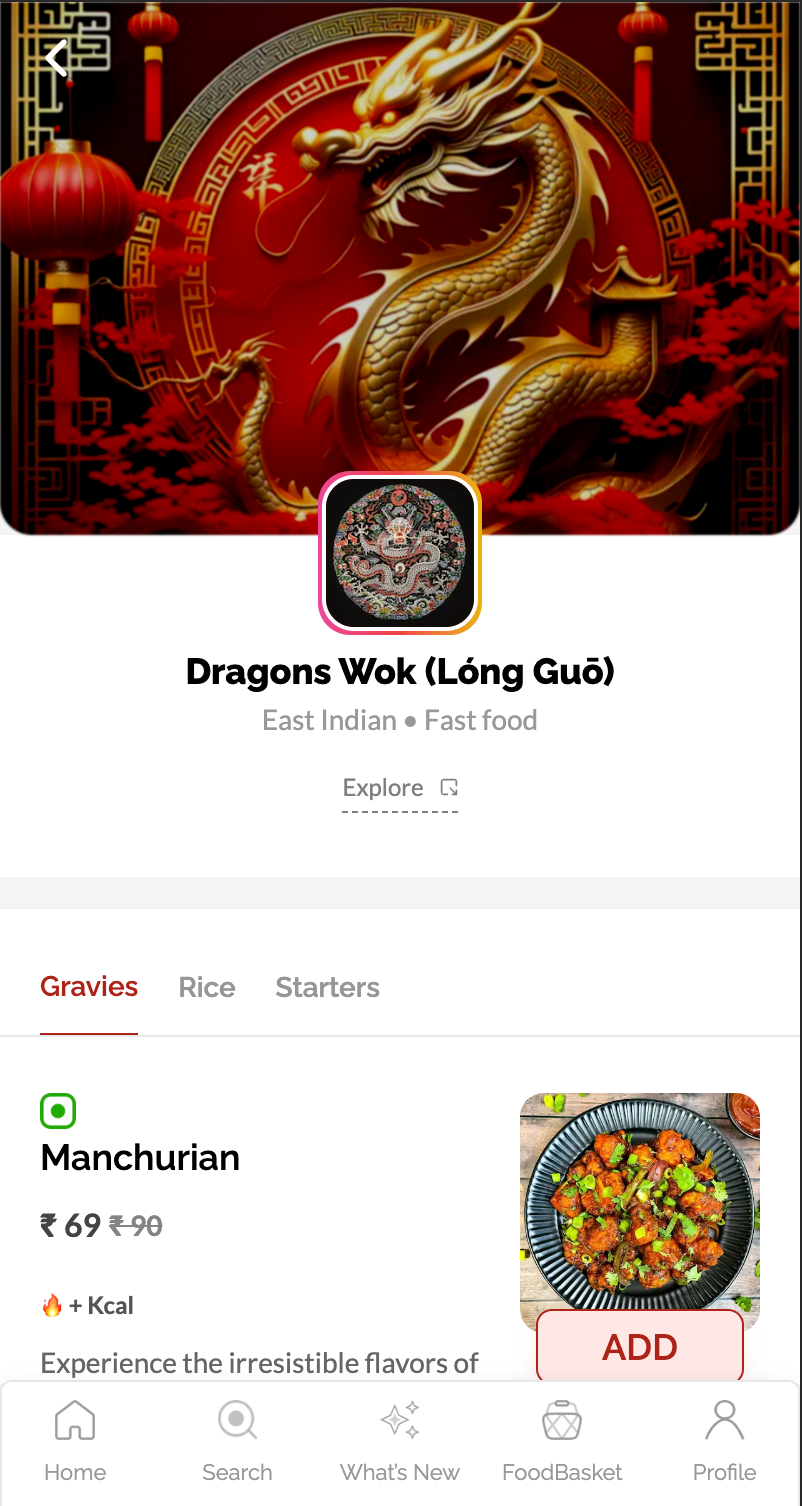 Dragons Wok (Lóng Guō)
East Indian • Fast food
Explore
Gravies Rice Starters
Manchurian
₹ 69 ₹ 90
🔥 + Kcal
Experience the irresistible flavors of
ADD
Home Search What's New FoodBasket Profile